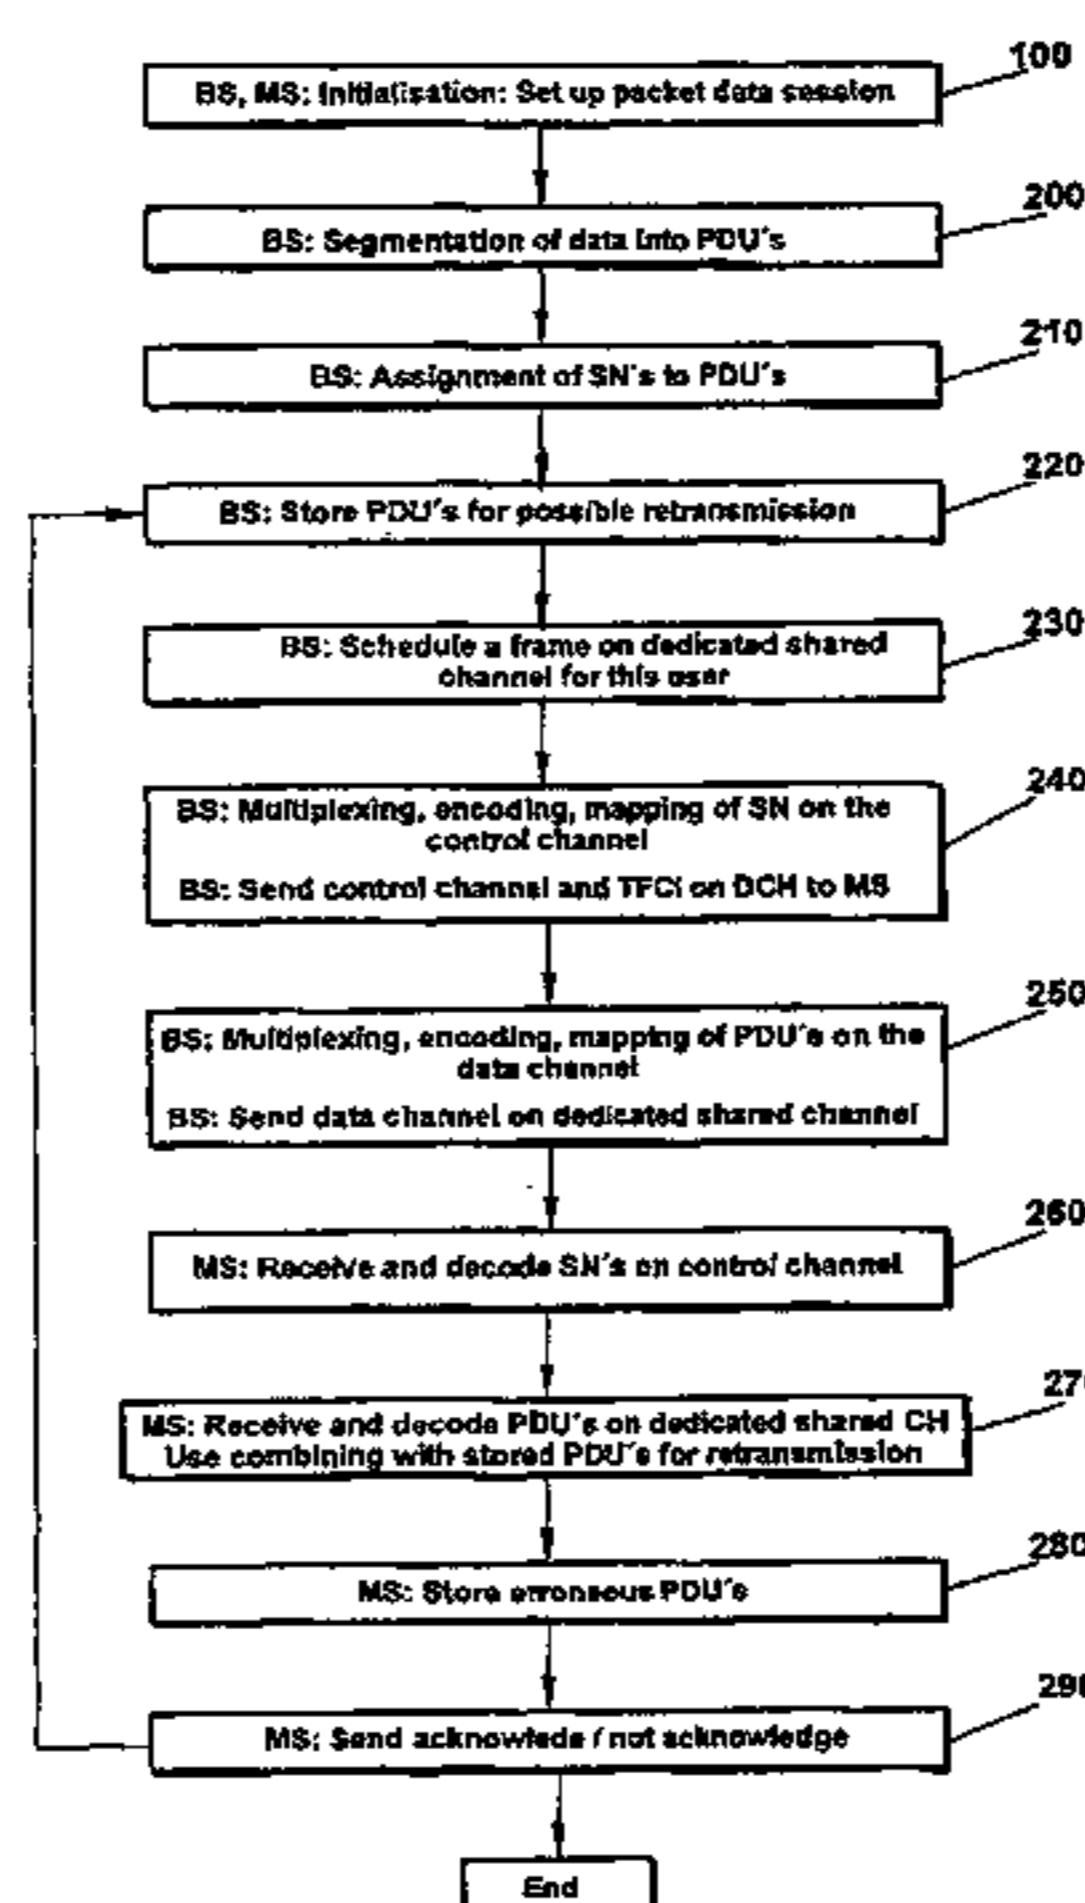 100
BS, MS: Initialisation: Set up packet data session
200
BS: Segmentation of data into PDU's
210
BS: Assignment of SN's to PDU's
220
BS: Store PDU's for possible retransmission
230
BS: Schedule a frame on dedicated shared
channel for this user
240
BS: Multiplexing, encoding, mapping of SN on the
control channel
BS: Send control channel and TFCI on DCH to MS
250
BS: Multiplexing, encoding, mapping of PDU's on the
data channel
BS: Send data channel on dedicated shared channel
260
MS: Receive and decode SN's on control channel
270
MS: Receive and decode PDU's on dedicated shared CH
Use combining with stored PDU's for retransmission
280
MS: Store erroneous PDU's
290
MS: Send acknowlede / not acknowledge
End